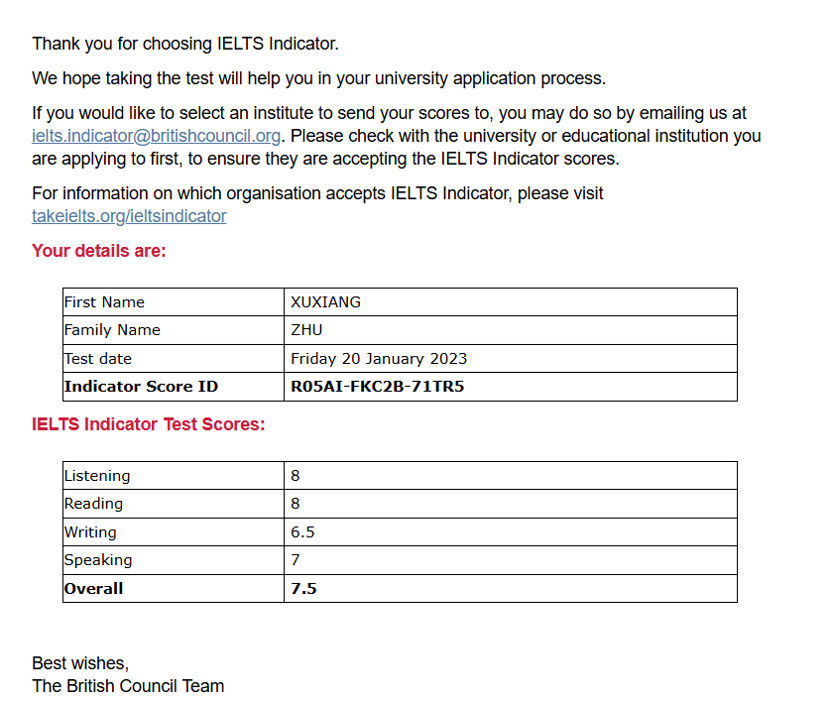 Thank you for choosing IELTS Indicator.
We hope taking the test will help you in your university application process.
If you would like to select an institute to send your scores to, you may do so by emailing us at
ielts.indicator@britishcouncil.org. Please check with the university or educational institution you
are applying to first, to ensure they are accepting the IELTS Indicator scores.
For information on which organisation accepts IELTS Indicator, please visit
takeielts.org/ieltsindicator
Your details are:
First Name XUXIANG
Family Name ZHU
Test date Friday 20 January 2023
Indicator Score ID R05AI-FKC2B-71TR5
IELTS Indicator Test Scores:
Listening 8
Reading 8
Writing 6.5
Speaking 7
Overall 7.5
Best wishes,
The British Council Team